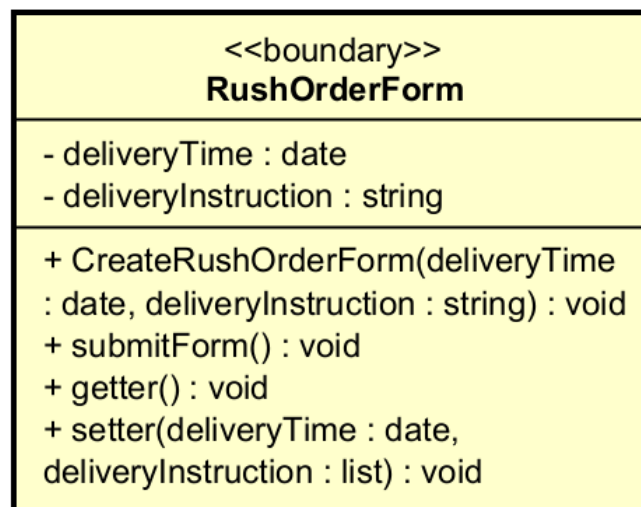 <<boundary>>
RushOrderForm
- deliveryTime : date
- deliveryInstruction : string
+ CreateRushOrderForm(deliveryTime
: date, deliveryInstruction : string) : void
+ submitForm() : void
+ getter() : void
+ setter(deliveryTime : date,
deliveryInstruction : list) : void